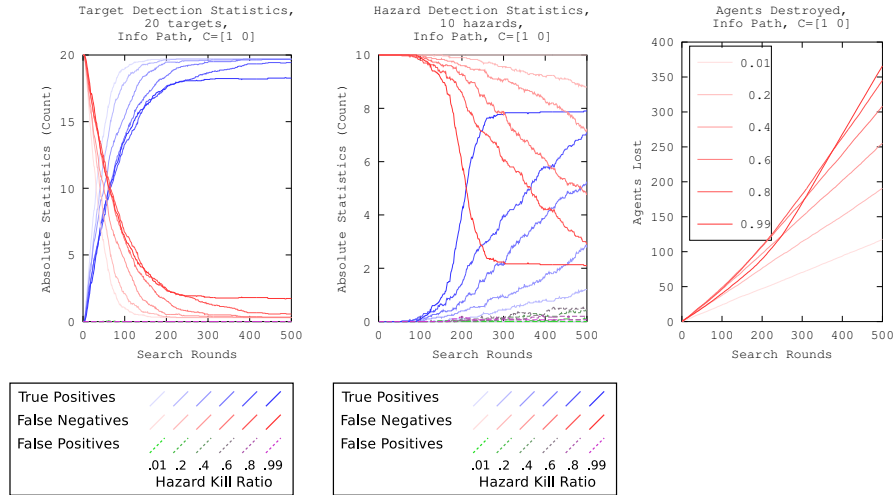 Target Detection Statistics,
20 targets,
Info Path, C=[1 0]
20
15
10
5
0
0
100
200
300
400
500
Absolute Statistics (Count)
Search Rounds
Hazard Detection Statistics,
10 hazards,
Info Path, C=[1 0]
10
8
6
4
2
0
0
100
200
300
400
500
Absolute Statistics (Count)
Search Rounds
Agents Destroyed,
Info Path, C=[1 0]
400
350
300
250
200
150
100
50
0
0
100
200
300
400
500
Agents Lost
Search Rounds
0.01
0.2
0.4
0.6
0.8
0.99
True Positives
False Negatives
False Positives
.01 .2 .4 .6 .8 .99
Hazard Kill Ratio
True Positives
False Negatives
False Positives
.01 .2 .4 .6 .8 .99
Hazard Kill Ratio